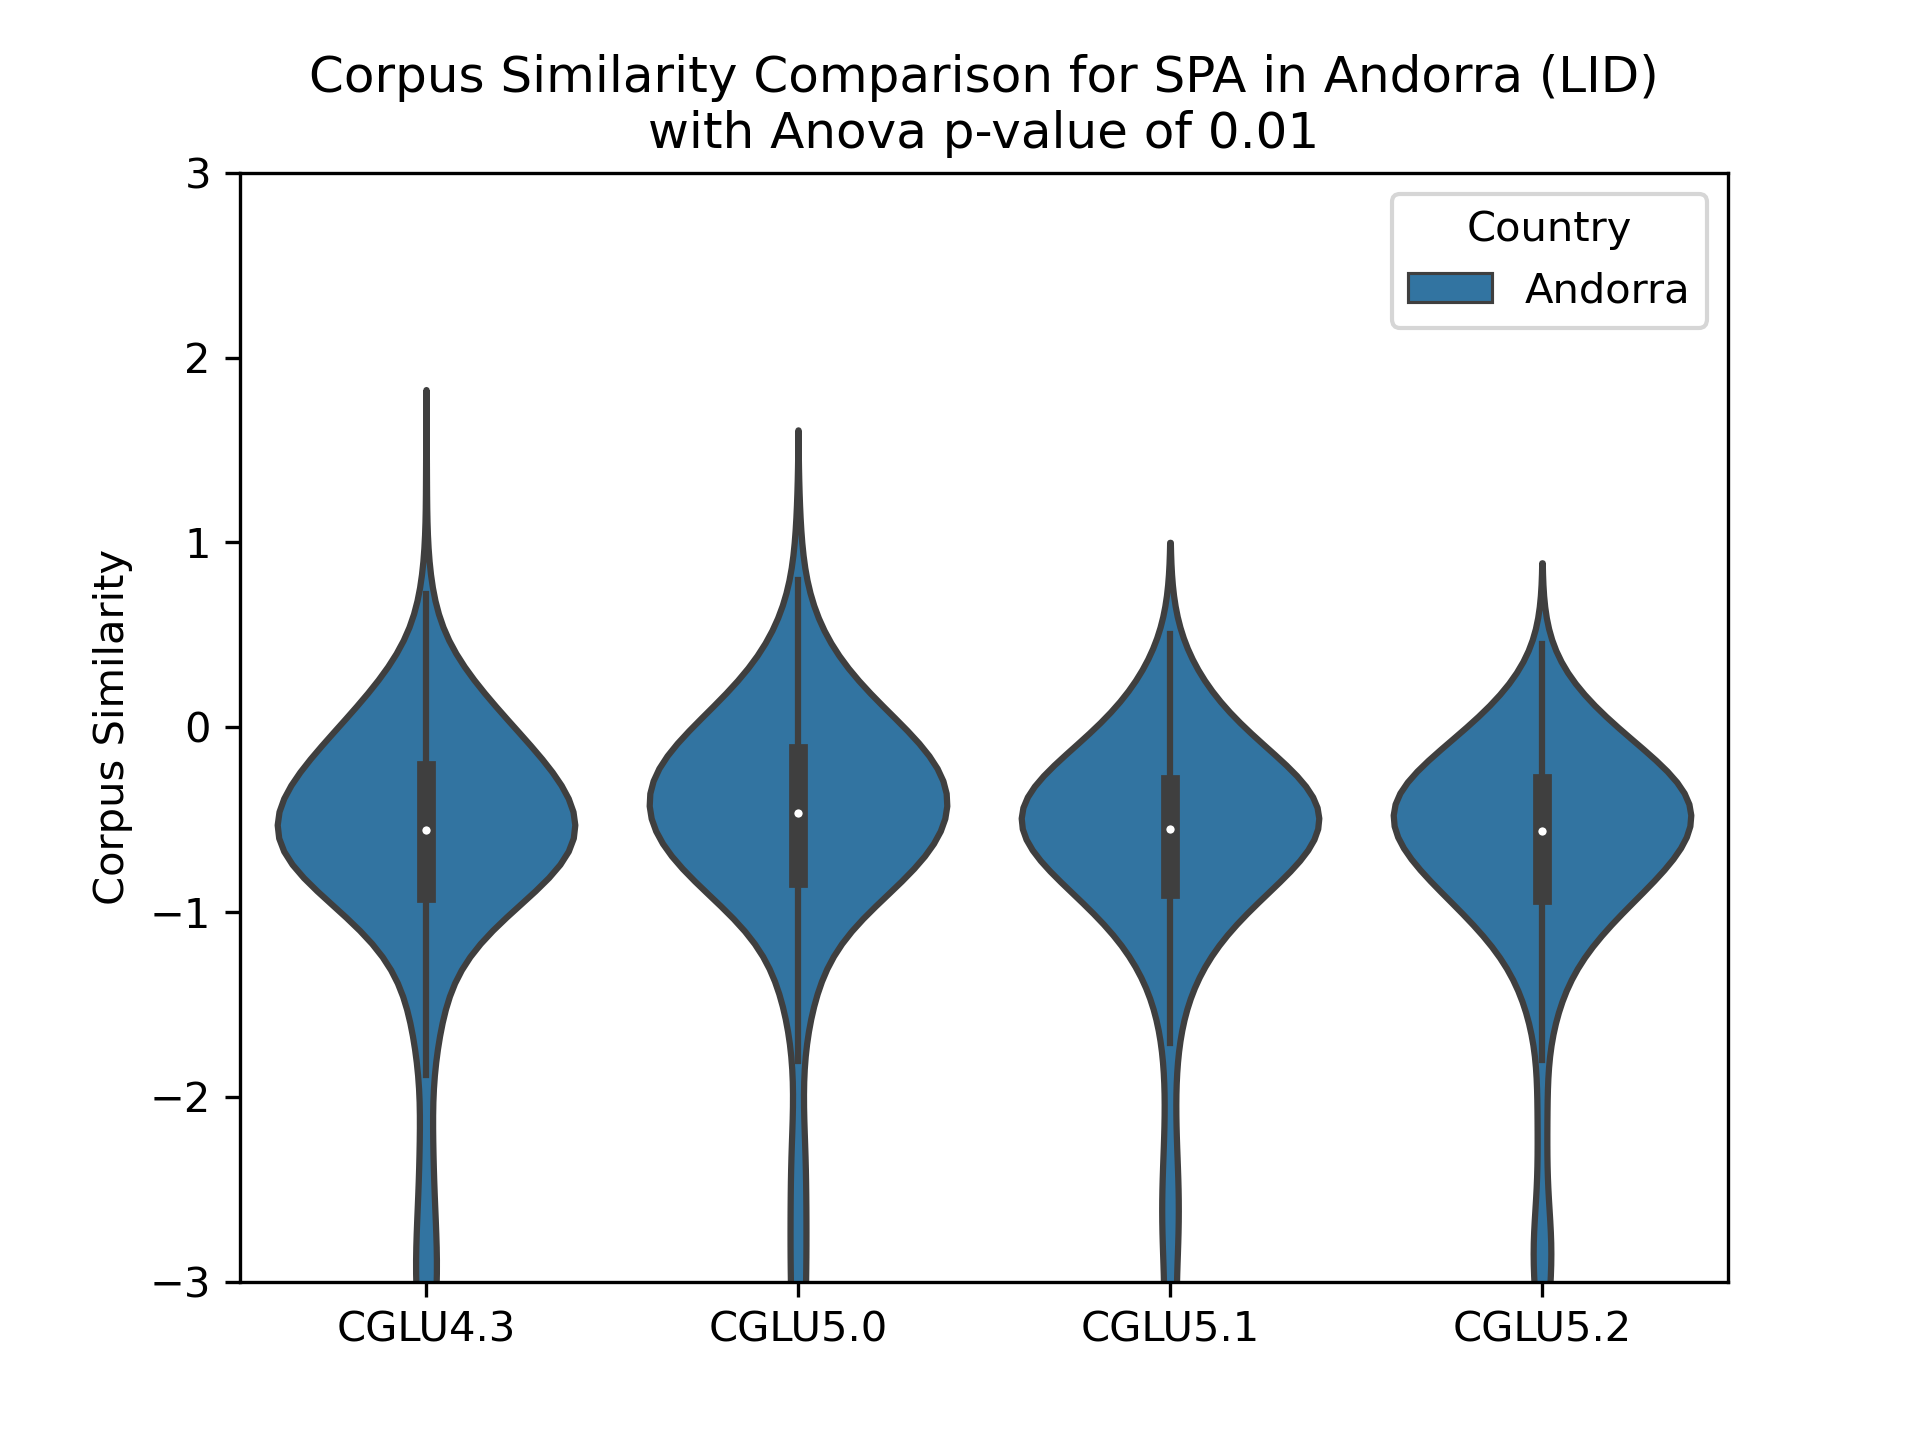 Corpus Similarity Comparison for SPA in Andorra (LID)
with Anova p-value of 0.01
3
2
1
0
−1
−2
−3
Corpus Similarity
Country
Andorra
CGLU4.3
CGLU5.0
CGLU5.1
CGLU5.2